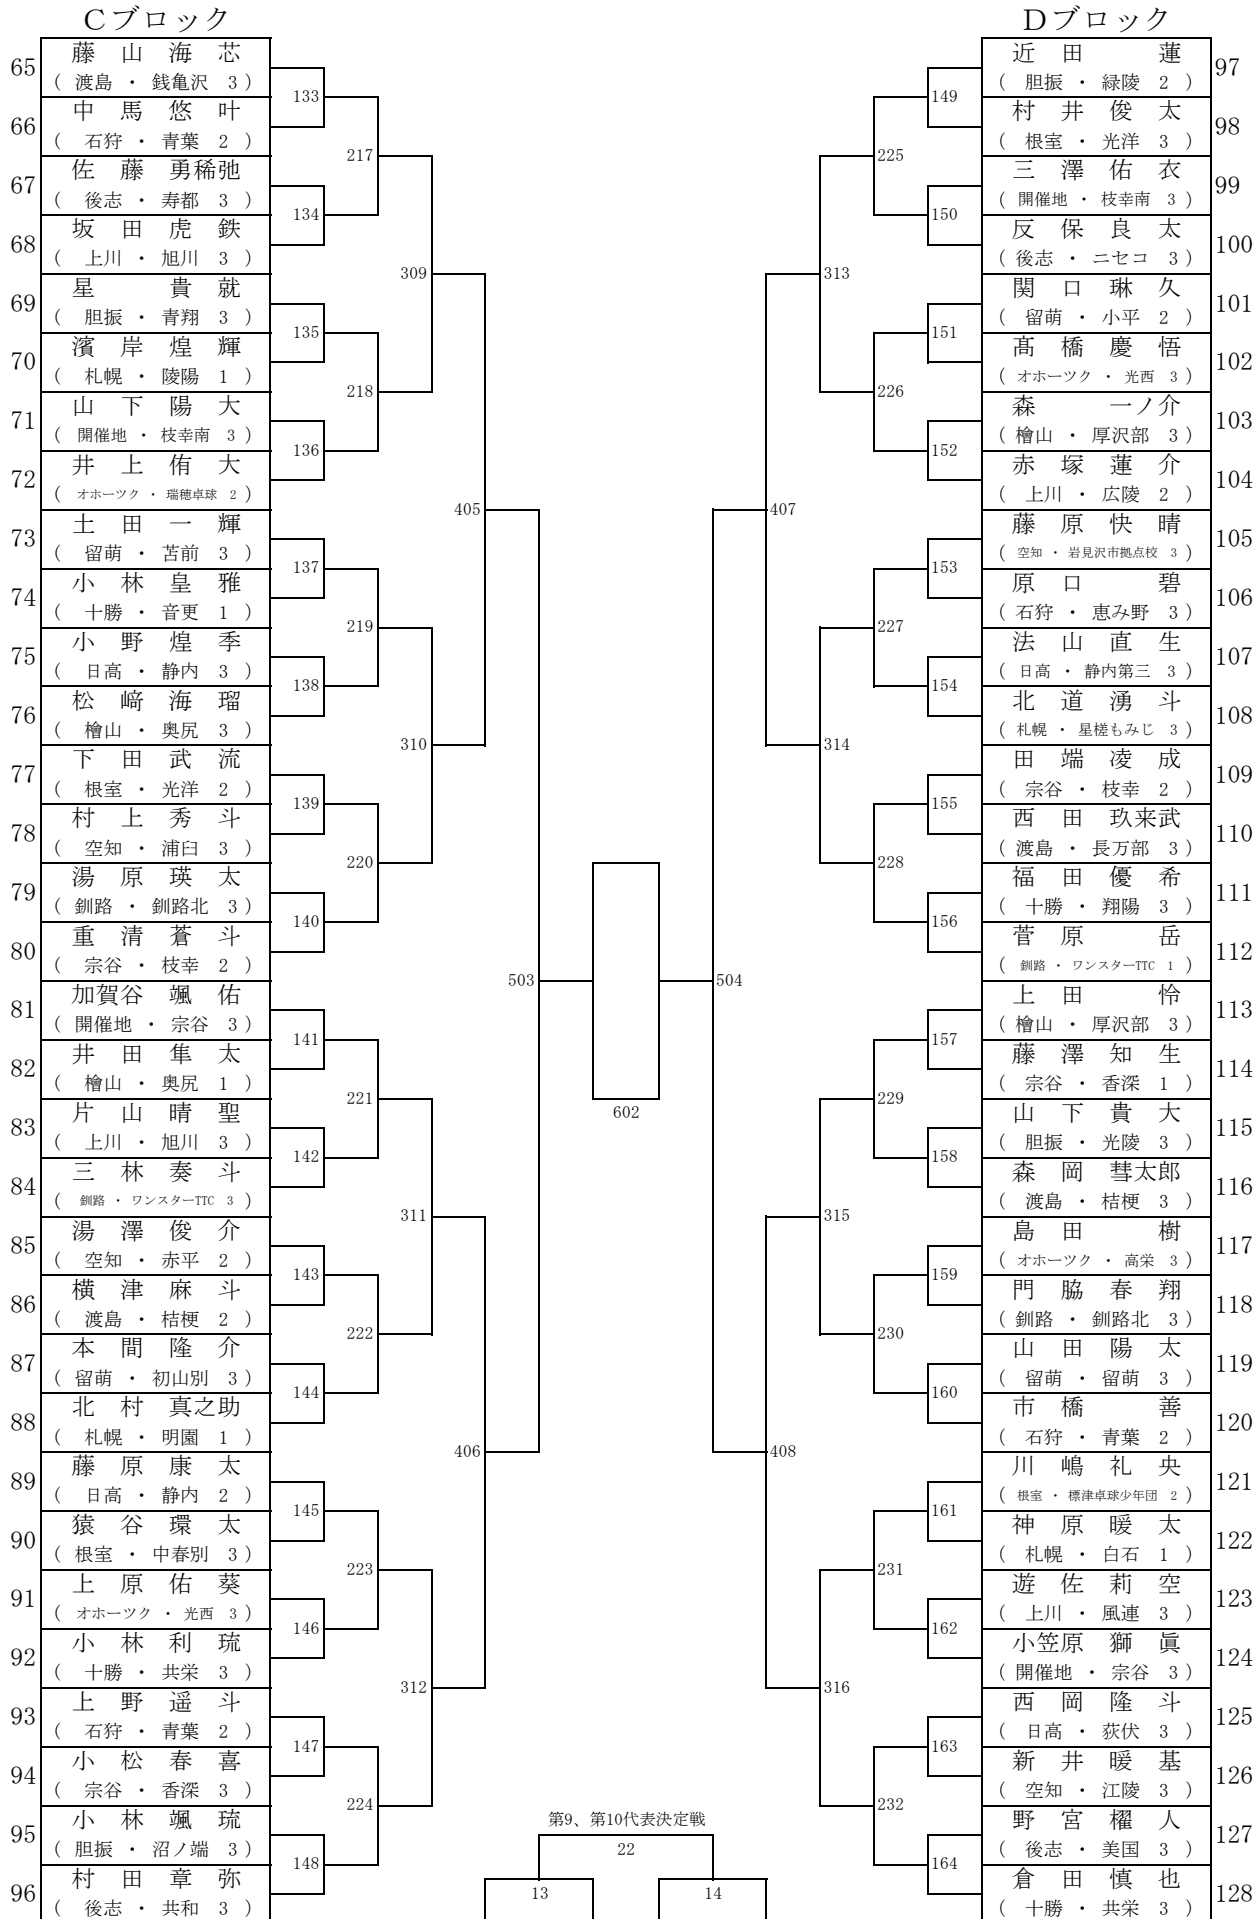 Cブロック
65 藤山海芯
( 渡島 ・ 銭亀沢 3 )
66 中馬悠叶
( 石狩 ・ 青葉 2 )
67 佐藤勇稀弛
( 後志 ・ 寿都 3 )
68 坂田虎鉄
( 上川 ・ 旭川 3 )
69 星貴就
( 胆振 ・ 青翔 3 )
70 濱岸煌輝
( 札幌 ・ 陵陽 1 )
71 山下陽大
( 開催地 ・ 枝幸南 3 )
72 井上侑大
( オホーツク ・ 瑞穂卓球 2 )
73 土田一輝
( 留萌 ・ 苫前 3 )
74 小林皇雅
( 十勝 ・ 音更 1 )
75 小野煌季
( 日高 ・ 静内 3 )
76 松﨑海瑠
( 檜山 ・ 奥尻 3 )
77 下田武流
( 根室 ・ 光洋 2 )
78 村上秀斗
( 空知 ・ 浦臼 3 )
79 湯原瑛太
( 釧路 ・ 釧路北 3 )
80 重清蒼斗
( 宗谷 ・ 枝幸 2 )
81 加賀谷颯佑
( 開催地 ・ 宗谷 3 )
82 井田隼太
( 檜山 ・ 奥尻 1 )
83 片山晴聖
( 上川 ・ 旭川 3 )
84 三林奏斗
( 釧路 ・ ワンスターTTC 3 )
85 湯澤俊介
( 空知 ・ 赤平 2 )
86 横津麻斗
( 渡島 ・ 桔梗 2 )
87 本間隆介
( 留萌 ・ 初山別 3 )
88 北村真之助
( 札幌 ・ 明園 1 )
89 藤原康太
( 日高 ・ 静内 2 )
90 猿谷環太
( 根室 ・ 中春別 3 )
91 上原佑葵
( オホーツク ・ 光西 3 )
92 小林利琉
( 十勝 ・ 共栄 3 )
93 上野遥斗
( 石狩 ・ 青葉 2 )
94 小松春喜
( 宗谷 ・ 香深 3 )
95 小林颯琉
( 胆振 ・ 沼ノ端 3 )
96 村田章弥
( 後志 ・ 共和 3 )
133
134
135
136
137
138
139
140
141
142
143
144
145
146
147
148
217
218
219
220
221
222
223
224
309
310
311
312
405
406
503
602
第9、第10代表決定戦
22
13
14
504
407
408
313
314
315
316
225
226
227
228
229
230
231
232
149
150
151
152
153
154
155
156
157
158
159
160
161
162
163
164
Dブロック
近田蓮 97
( 胆振 ・ 緑陵 2 )
村井俊太 98
( 根室 ・ 光洋 3 )
三澤佑衣 99
( 開催地 ・ 枝幸南 3 )
反保良太 100
( 後志 ・ ニセコ 3 )
関口琳久 101
( 留萌 ・ 小平 2 )
髙橋慶悟 102
( オホーツク ・ 光西 3 )
森一ノ介 103
( 檜山 ・ 厚沢部 3 )
赤塚蓮介 104
( 上川 ・ 広陵 2 )
藤原快晴 105
( 空知 ・ 岩見沢市拠点校 3 )
原口碧 106
( 石狩 ・ 恵み野 3 )
法山直生 107
( 日高 ・ 静内第三 3 )
北道湧斗 108
( 札幌 ・ 星槎もみじ 3 )
田端凌成 109
( 宗谷 ・ 枝幸 2 )
西田玖来武 110
( 渡島 ・ 長万部 3 )
福田優希 111
( 十勝 ・ 翔陽 3 )
菅原岳 112
( 釧路 ・ ワンスターTTC 1 )
上田怜 113
( 檜山 ・ 厚沢部 3 )
藤澤知生 114
( 宗谷 ・ 香深 1 )
山下貴大 115
( 胆振 ・ 光陵 3 )
森岡彗太郎 116
( 渡島 ・ 桔梗 3 )
島田樹 117
( オホーツク ・ 高栄 3 )
門脇春翔 118
( 釧路 ・ 釧路北 3 )
山田陽太 119
( 留萌 ・ 留萌 3 )
市橋善 120
( 石狩 ・ 青葉 2 )
川嶋礼央 121
( 根室 ・ 標津卓球少年団 2 )
神原暖太 122
( 札幌 ・ 白石 1 )
遊佐莉空 123
( 上川 ・ 風連 3 )
小笠原獅眞 124
( 開催地 ・ 宗谷 3 )
西岡隆斗 125
( 日高 ・ 荻伏 3 )
新井暖基 126
( 空知 ・ 江陵 3 )
野宮櫂人 127
( 後志 ・ 美国 3 )
倉田慎也 128
( 十勝 ・ 共栄 3 )